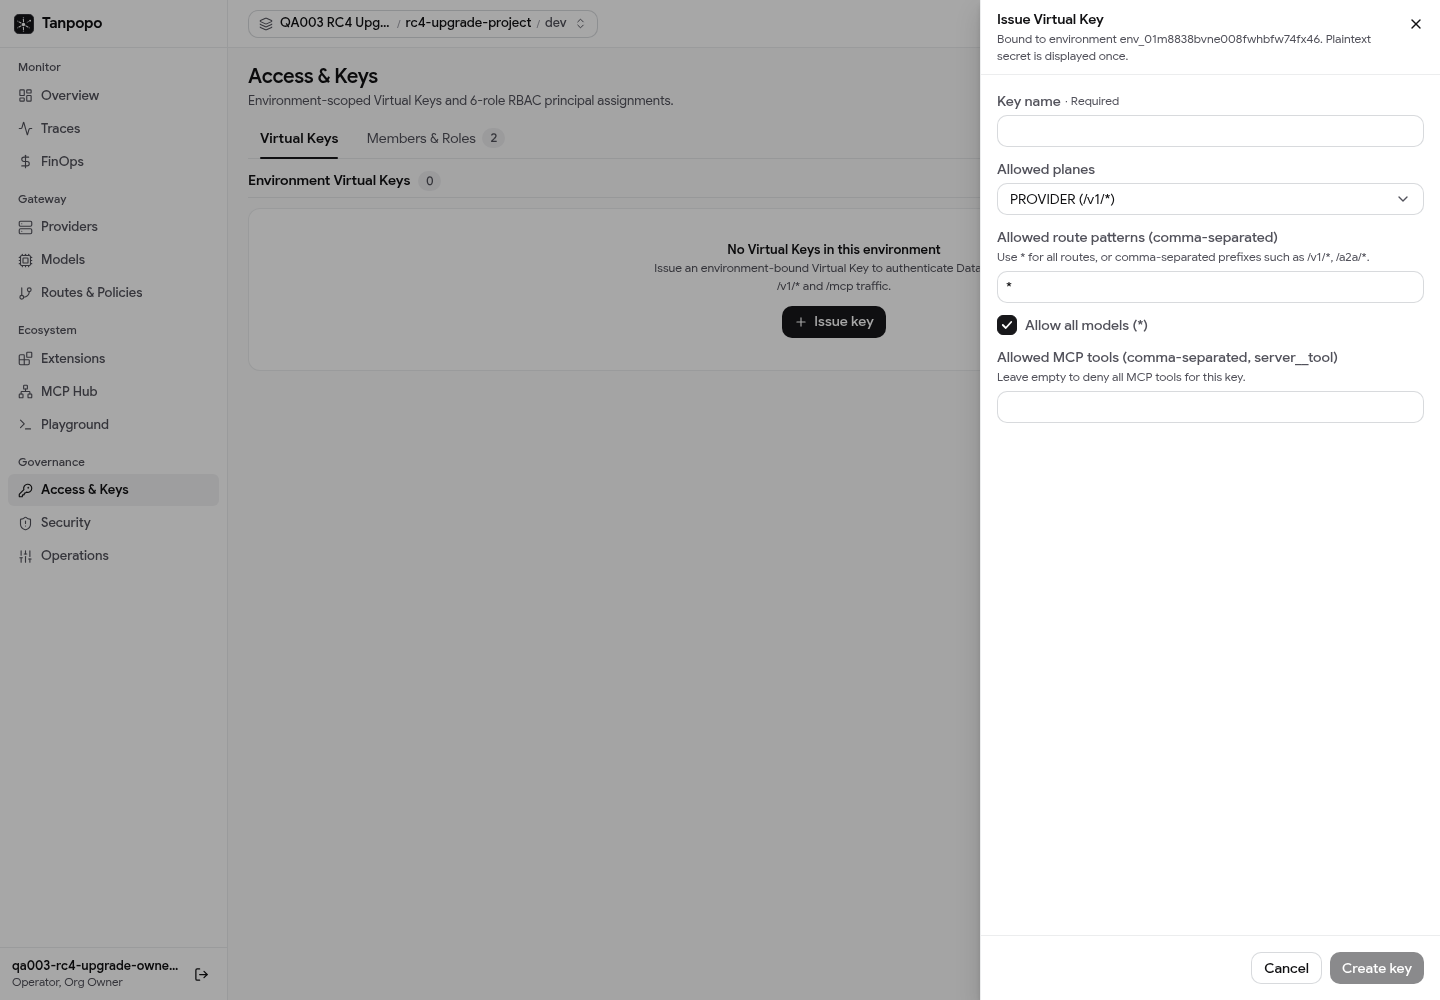 Tanpopo
Monitor
Overview
Traces
FinOps
Gateway
Providers
Models
Routes & Policies
Ecosystem
Extensions
MCP Hub
Playground
Governance
Access & Keys
Security
Operations
qa003-rc4-upgrade-owne...
Operator, Org Owner
QA003 RC4 Upg... / rc4-upgrade-project / dev
Access & Keys
Environment-scoped Virtual Keys and 6-role RBAC principal assignments.
Virtual Keys
Members & Roles 2
Environment Virtual Keys 0
No Virtual Keys in this environment
Issue an environment-bound Virtual Key to authenticate Data
/v1/* and /mcp traffic.
+ Issue key
Issue Virtual Key
Bound to environment env_01m8838bvne008fwhbfw74fx46. Plaintext
secret is displayed once.
Key name · Required
Allowed planes
PROVIDER (/v1/*)
Allowed route patterns (comma-separated)
Use * for all routes, or comma-separated prefixes such as /v1/*, /a2a/*.
*
Allow all models (*)
Allowed MCP tools (comma-separated, server__tool)
Leave empty to deny all MCP tools for this key.
Cancel
Create key